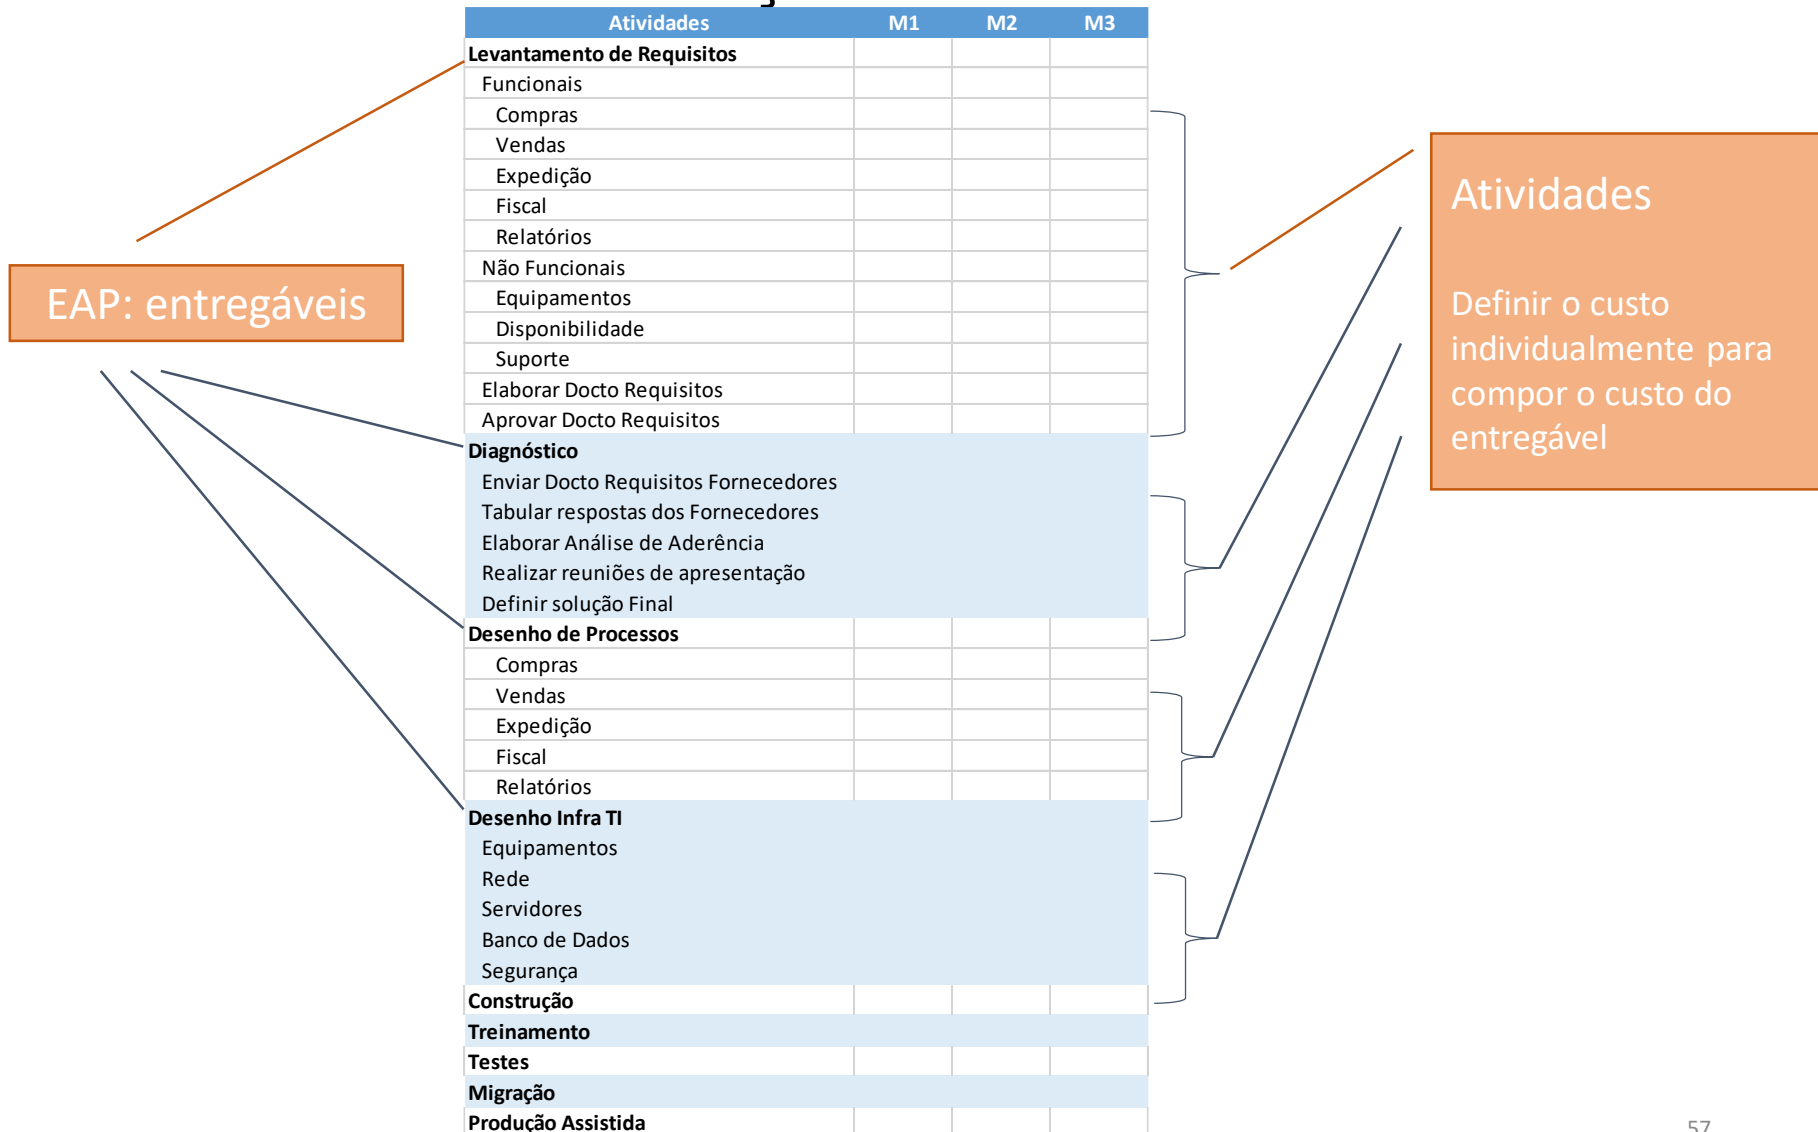 Atividades M1 M2 M3
Levantamento de Requisitos
Funcionais
Compras
Vendas
Expedição
Fiscal
Relatórios
Não Funcionais
Equipamentos
Disponibilidade
Suporte
Elaborar Docto Requisitos
Aprovar Docto Requisitos
Diagnóstico
Enviar Docto Requisitos Fornecedores
Tabular respostas dos Fornecedores
Elaborar Análise de Aderência
Realizar reuniões de apresentação
Definir solução Final
Desenho de Processos
Compras
Vendas
Expedição
Fiscal
Relatórios
Desenho Infra TI
Equipamentos
Rede
Servidores
Banco de Dados
Segurança
Construção
Treinamento
Testes
Migração
Produção Assistida
EAP: entregáveis
Atividades
Definir o custo
individualmente para
compor o custo do
entregável
57